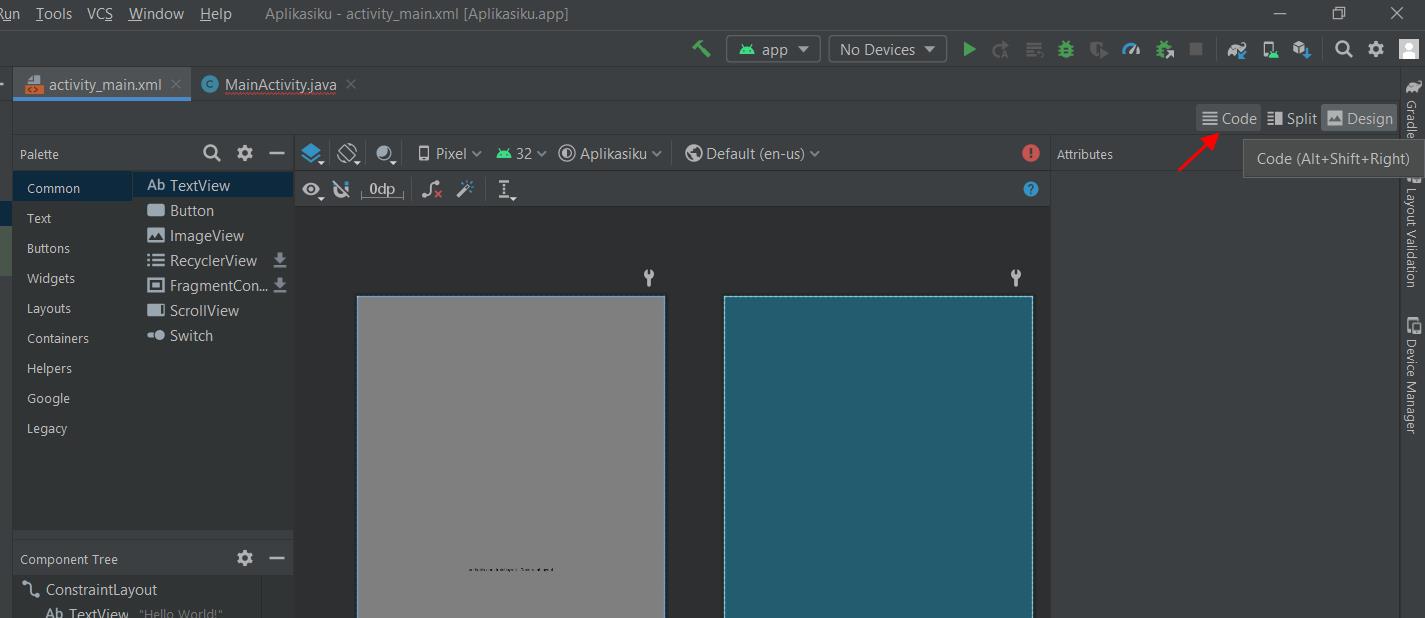 Run Tools VCS Window Help Aplikasiku - activity_main.xml [Aplikasiku.app]
app No Devices
activity_main.xml MainActivity.java
Code Split Design
Code (Alt+Shift+Right)
Palette
Pixel 32 Aplikasiku Default (en-us)
Attributes
0dp
Common
Text
Buttons
Widgets
Layouts
Containers
Helpers
Google
Legacy
Ab TextView
Button
ImageView
RecyclerView
FragmentCon...
ScrollView
Switch
Component Tree
ConstraintLayout
Ab TextView "Hello World!"
Gradle
Layout Validation
Device Manager